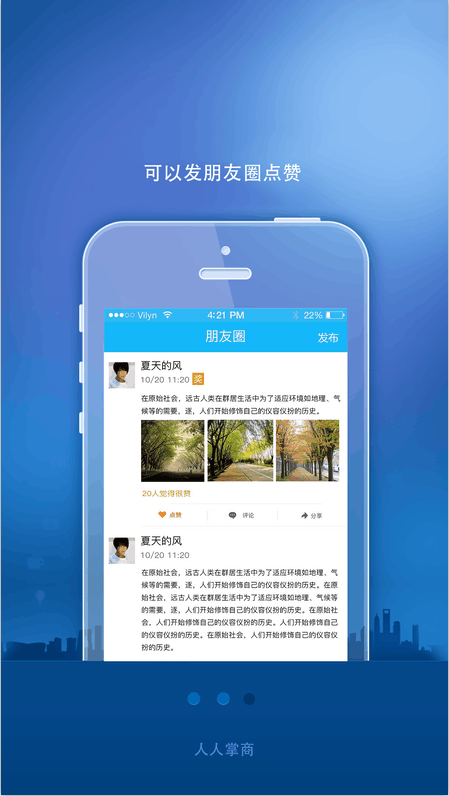 可以发朋友圈点赞
Vilyn 4:21 PM 22%
朋友圈 发布
夏天的风
10/20 11:20 奖
在原始社会，远古人类在群居生活中为了适应环境如地理、气
候等的需要，逐，人们开始修饰自己的仪容仪扮的历史。
20人觉得很赞
点赞 评论 分享
夏天的风
10/20 11:20
在原始社会，远古人类在群居生活中为了适应环境如地理、气
候等的需要，逐，人们开始修饰自己的仪容仪扮的历史。在原
始社会，远古人类在群居生活中为了适应环境如地理、气候等
的需要，逐，人们开始修饰自己的仪容仪扮的历史。在原始社
会，人们开始修饰自己的仪容仪扮的历史。人们开始修饰自己
的仪容仪扮的历史。在原始社会，人们开始修饰自己的仪容仪
扮的历史。
人人掌商